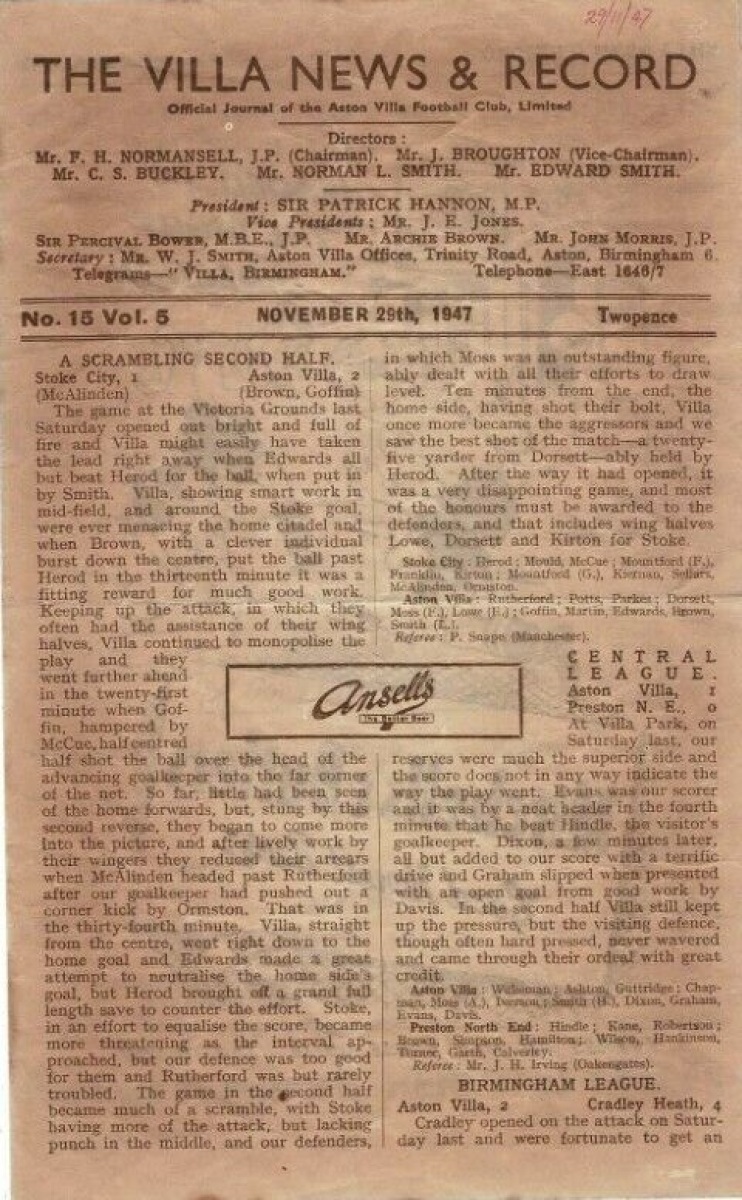 29/11/47
THE VILLA NEWS & RECORD
Official Journal of the Aston Villa Football Club, Limited
Directors :
Mr. F. H. NORMANSELL, J.P. (Chairman). Mr. J. BROUGHTON (Vice-Chairman).
Mr. C. S. BUCKLEY. Mr. NORMAN L. SMITH. Mr. EDWARD SMITH.
President : SIR PATRICK HANNON, M.P.
Vice Presidents : MR. J. E. JONES.
SIR PERCIVAL BOWER, M.B.E., J.P. MR. ARCHIE BROWN. MR. JOHN MORRIS, J.P.
Secretary : MR. W. J. SMITH, Aston Villa Offices, Trinity Road, Aston, Birmingham 6.
Telegrams—" VILLA, BIRMINGHAM." Telephone—East 1646/7
No. 15 Vol. 5 NOVEMBER 29th, 1947 Twopence
A SCRAMBLING SECOND HALF.
Stoke City, 1 Aston Villa, 2
(McAlinden) (Brown, Goffin)
The game at the Victoria Grounds last
Saturday opened out bright and full of
fire and Villa might easily have taken
the lead right away when Edwards all
but beat Herod for the ball, when put in
by Smith. Villa, showing smart work in
mid-field, and around the Stoke goal,
were ever menacing the home citadel and
when Brown, with a clever individual
burst down the centre, put the ball past
Herod in the thirteenth minute it was a
fitting reward for much good work.
Keeping up the attack, in which they
often had the assistance of their wing
halves, Villa continued to monopolise the
play and they
went further ahead
in the twenty-first
minute when Gof-
fin, hampered by
McCue, half centred
half shot the ball over the head of the
advancing goalkeeper into the far corner
of the net. So far, little had been seen
of the home forwards, but, stung by this
second reverse, they began to come more
into the picture, and after lively work by
their wingers they reduced their arrears
when McAlinden headed past Rutherford
after our goalkeeper had pushed out a
corner kick by Ormston. That was in
the thirty-fourth minute. Villa, straight
from the centre, went right down to the
home goal and Edwards made a great
attempt to neutralise the home side's
goal, but Herod brought off a grand full
length save to counter the effort. Stoke,
in an effort to equalise the score, became
more threatening as the interval ap-
proached, but our defence was too good
for them and Rutherford was but rarely
troubled. The game in the second half
became much of a scramble, with Stoke
having more of the attack, but lacking
punch in the middle, and our defenders,
in which Moss was an outstanding figure,
ably dealt with all their efforts to draw
level. Ten minutes from the end, the
home side, having shot their bolt, Villa
once more became the aggressors and we
saw the best shot of the match—a twenty-
five yarder from Dorsett—ably held by
Herod. After the way it had opened, it
was a very disappointing game, and most
of the honours must be awarded to the
defenders, and that includes wing halves
Lowe, Dorsett and Kirton for Stoke.
Stoke City : Herod ; Mould, McCue ; Mountford (F.),
Franklin, Kirton ; Mountford (G.), Kiernan, Sellars,
McAlinden, Ormston.
Aston Villa : Rutherford ; Potts, Parkes ; Dorsett,
Moss (F.), Lowe (E.) ; Goffin, Martin, Edwards, Brown,
Smith (L.).
Referee : P. Snape (Manchester).
Ansells
The Better Beer
CENTRAL
LEAGUE.
Aston Villa, 1
Preston N. E., 0
At Villa Park, on
Saturday last, our
reserves were much the superior side and
the score does not in any way indicate the
way the play went. Evans was our scorer
and it was by a neat header in the fourth
minute that he beat Hindle, the visitor's
goalkeeper. Dixon, a few minutes later,
all but added to our score with a terrific
drive and Graham slipped when presented
with an open goal from good work by
Davis. In the second half Villa still kept
up the pressure, but the visiting defence,
though often hard pressed, never wavered
and came through their ordeal with great
credit.
Aston Villa : Wakeman ; Ashton, Guttridge ; Chap-
man, Moss (A.), Iverson ; Smith (H.), Dixon, Graham,
Evans, Davis.
Preston North End : Hindle ; Kane, Robertson ;
Brown, Simpson, Hamilton ; Wilson, Hankinson,
Turner, Garth, Calverley.
Referee : Mr. J. H. Irving (Oakengates).
BIRMINGHAM LEAGUE.
Aston Villa, 2 Cradley Heath, 4
Cradley opened on the attack on Satur-
day last and were fortunate to get an